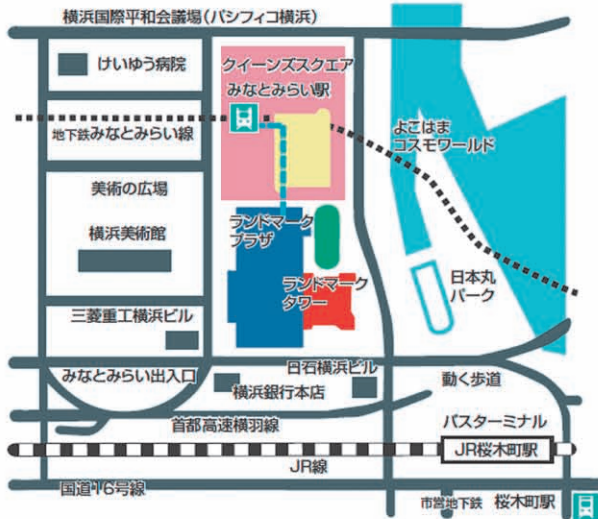 横浜国際平和会議場(パシフィコ横浜)
けいゆう病院
クイーンズスクエア
みなとみらい駅
地下鉄みなとみらい線
よこはま
コスモワールド
美術の広場
横浜美術館
ランドマーク
プラザ
ランドマーク
タワー
日本丸
パーク
三菱重工横浜ビル
みなとみらい出入口
日石横浜ビル
横浜銀行本店
動く歩道
首都高速横羽線
バスターミナル
JR桜木町駅
JR線
国道16号線
市営地下鉄 桜木町駅